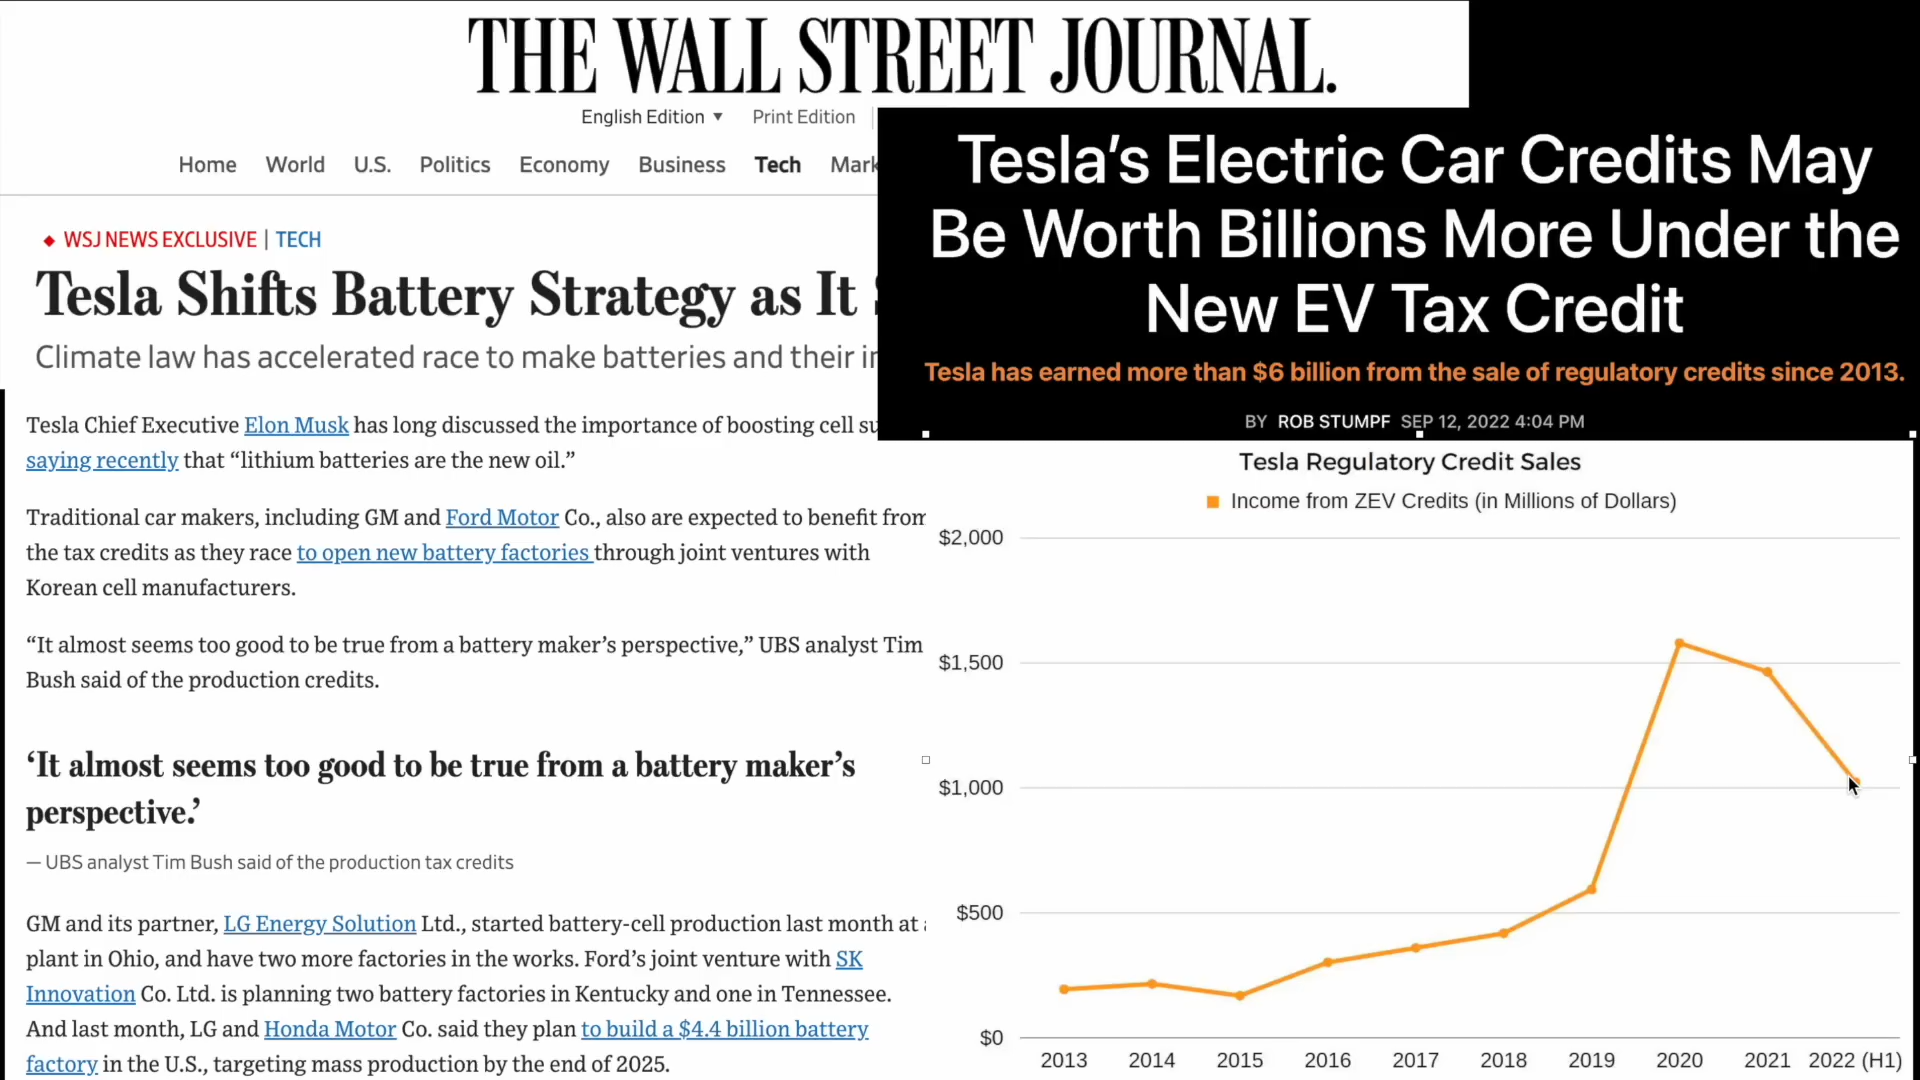 THE WALL STREET JOURNAL.
English Edition ▼ Print Edition
Home World U.S. Politics Economy Business Tech
WSJ NEWS EXCLUSIVE | TECH
Tesla Shifts Battery Strategy as It
Climate law has accelerated race to make batteries and their
Tesla Chief Executive Elon Musk has long discussed the importance of boosting cell
saying recently that “lithium batteries are the new oil.”
Traditional car makers, including GM and Ford Motor Co., also are expected to benefit from
the tax credits as they race to open new battery factories through joint ventures with
Korean cell manufacturers.
“It almost seems too good to be true from a battery maker’s perspective,” UBS analyst Tim
Bush said of the production credits.
‘It almost seems too good to be true from a battery maker’s
perspective.’
— UBS analyst Tim Bush said of the production tax credits
GM and its partner, LG Energy Solution Ltd., started battery-cell production last month at
plant in Ohio, and have two more factories in the works. Ford’s joint venture with SK
Innovation Co. Ltd. is planning two battery factories in Kentucky and one in Tennessee.
And last month, LG and Honda Motor Co. said they plan to build a $4.4 billion battery
factory in the U.S., targeting mass production by the end of 2025.
Tesla’s Electric Car Credits May
Be Worth Billions More Under the
New EV Tax Credit
Tesla has earned more than $6 billion from the sale of regulatory credits since 2013.
BY ROB STUMPF SEP 12, 2022 4:04 PM
Tesla Regulatory Credit Sales
Income from ZEV Credits (in Millions of Dollars)
$2,000
$1,500
$1,000
$500
$0
2013 2014 2015 2016 2017 2018 2019 2020 2021 2022 (H1)